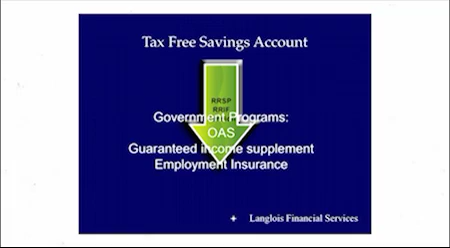 Tax Free Savings Account
RRSP
RRIF
Government Programs:
OAS
Guaranteed income supplement
Employment Insurance
+ Langlois Financial Services